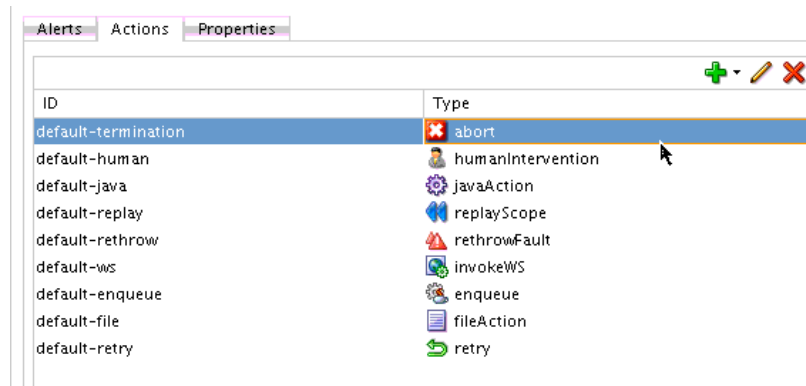 Alerts Actions Properties
ID Type
default-termination abort
default-human humanIntervention
default-java javaAction
default-replay replayScope
default-rethrow rethrowFault
default-ws invokeWS
default-enqueue enqueue
default-file fileAction
default-retry retry